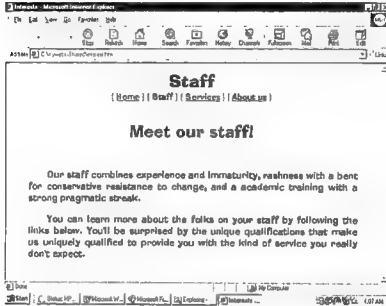 Interests - Microsoft Internet Explorer
File Edit View Go Favorites Help
Stop Refresh Home Search Favorites History Channels Fullscreen Mail Print Edit
Address Links
Staff
[ Home ] [ Staff ] [ Services ] [ About us ]
Meet our staff!
Our staff combines experience and immaturity, rashness with a bent
for conservative resistance to change, and a academic training with a
strong pragmatic streak.
You can learn more about the folks on your staff by following the
links below. You'll be surprised by the unique qualifications that make
us uniquely qualified to provide you with the kind of service you really
don't expect.
Done My Computer
Start Exploring - Interests - ...